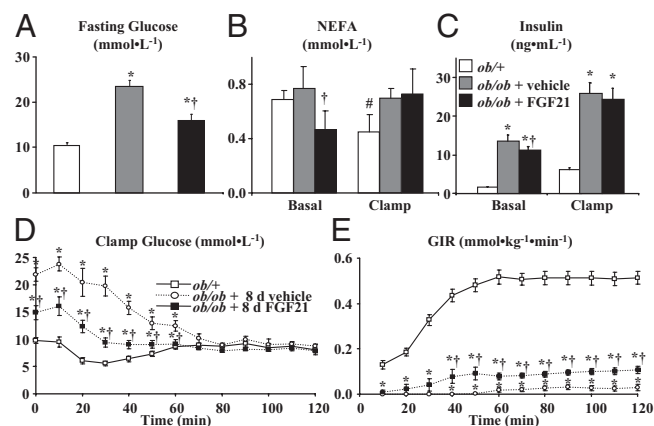 A
Fasting Glucose
(mmol•L-1)
30
20
10
0
*
*†
B
NEFA
(mmol•L-1)
0.8
0.4
0.0
†
#
Basal
Clamp
C
Insulin
(ng•mL-1)
ob/+
ob/ob + vehicle
ob/ob + FGF21
30
20
10
0
*
*†
*
*
Basal
Clamp
D
Clamp Glucose (mmol•L-1)
25
20
15
10
5
0
ob/+
ob/ob + 8 d vehicle
ob/ob + 8 d FGF21
* * * * * * *
*† *† *† *† *† *† *†
0 20 40 60 80 100 120
Time (min)
E
GIR (mmol•kg-1•min-1)
0.6
0.4
0.2
0.0
* * * *† *† *† *† *† *† *† *† *†
* * * * * * * * * * * *
0 20 40 60 80 100 120
Time (min)